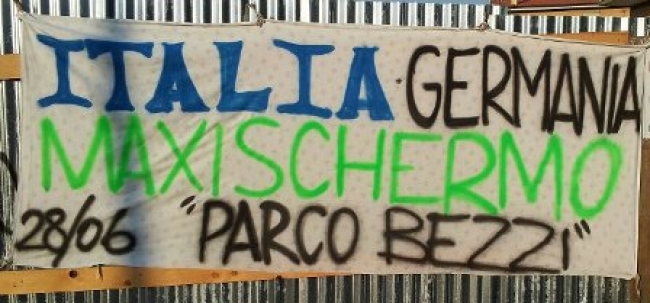 ITALIA GERMANIA
MAXISCHERMO
28/06 "PARCO BEZZI"